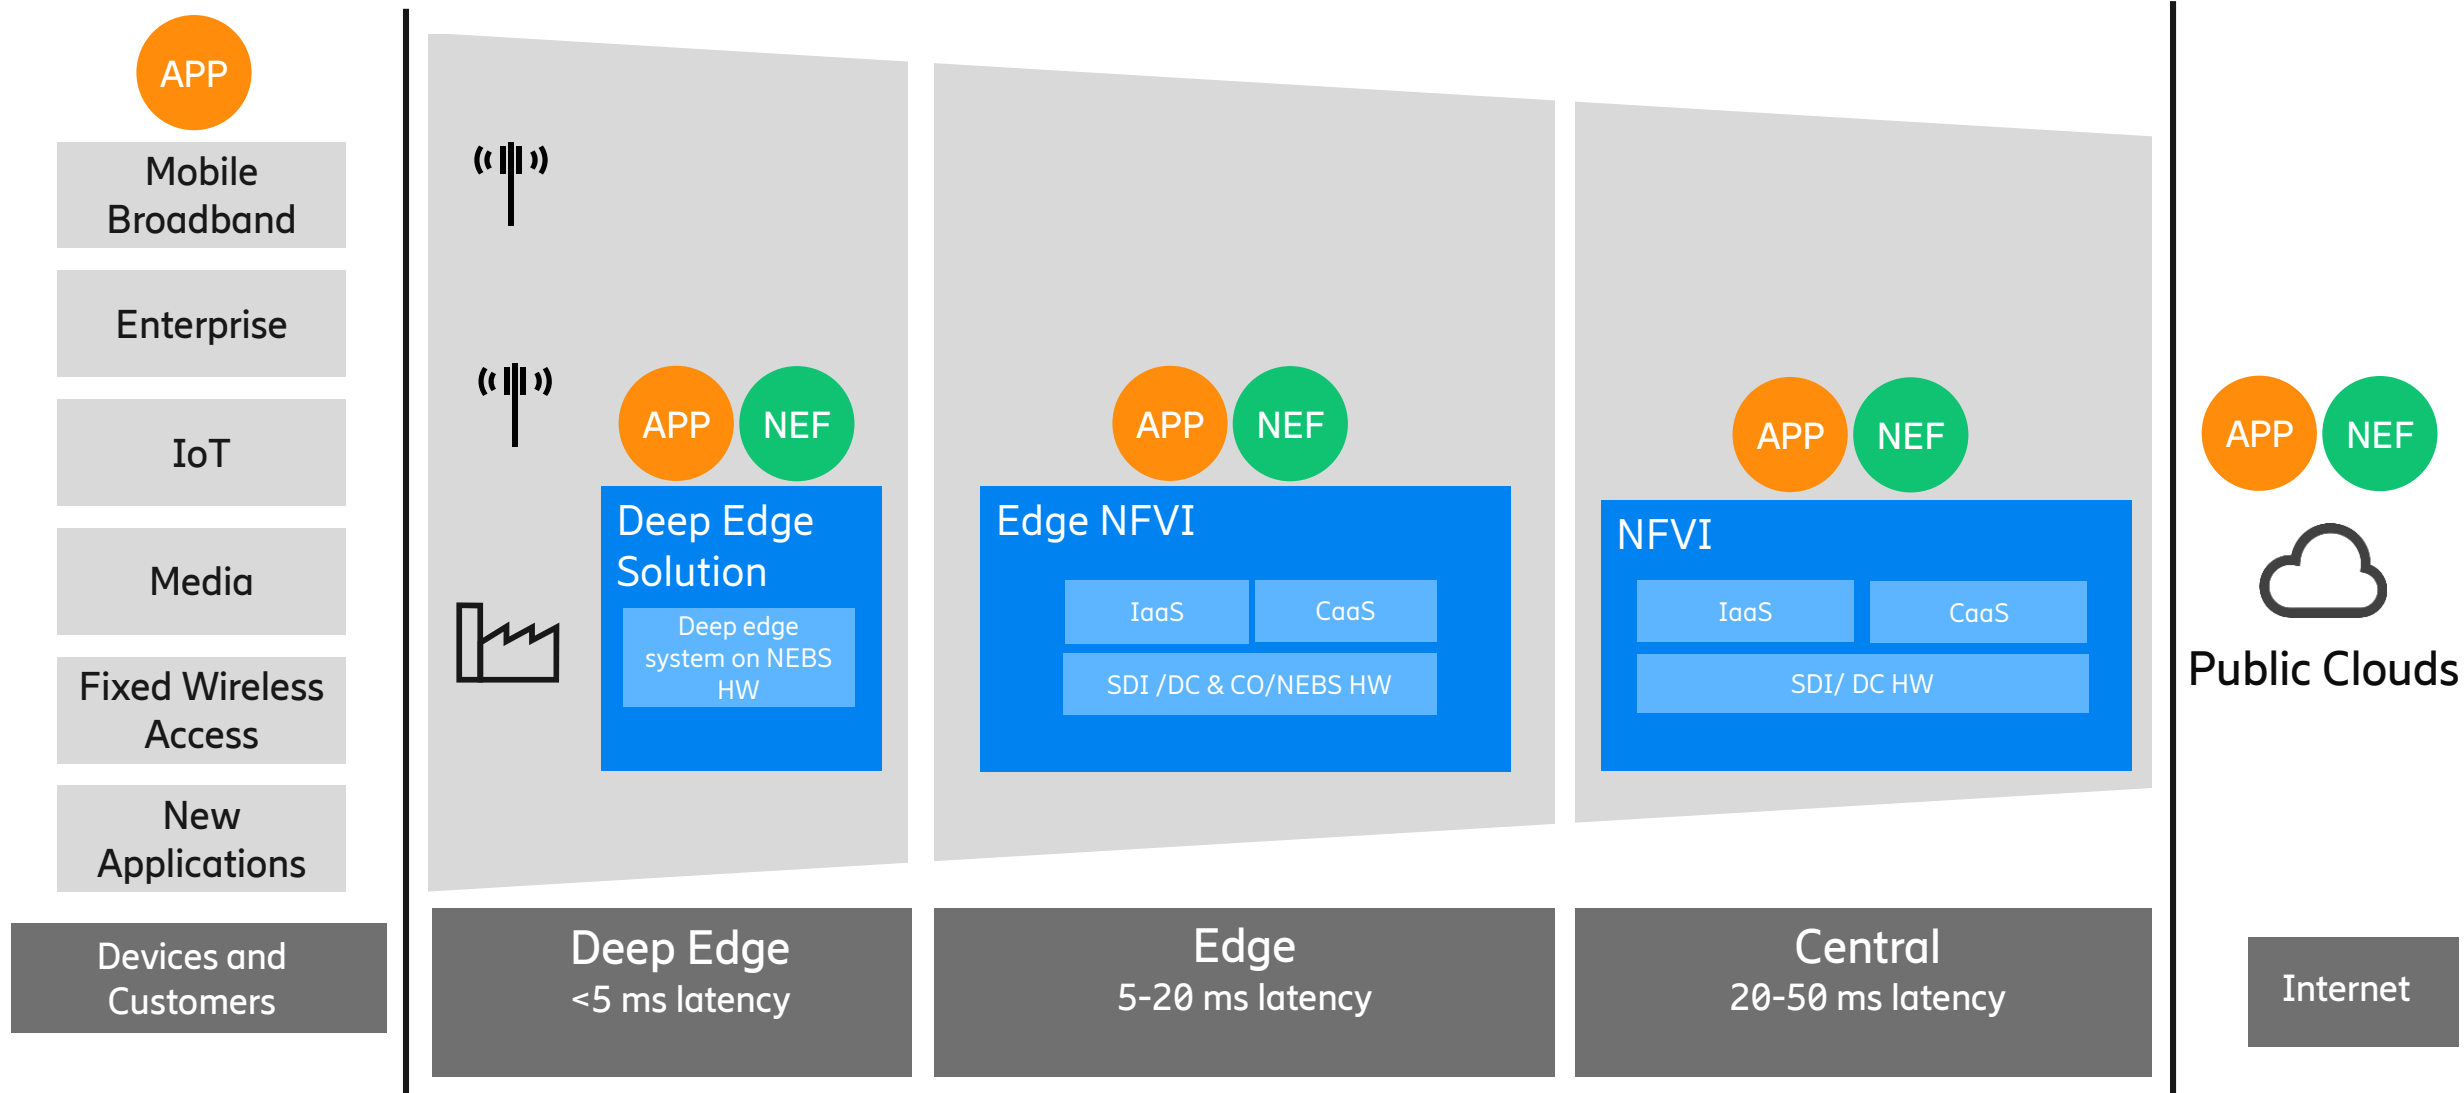 APP
Mobile
Broadband
Enterprise
IoT
Media
Fixed Wireless
Access
New
Applications
Devices and
Customers
APP NEF
Deep Edge
Solution
Deep edge
system on NEBS
HW
Deep Edge
<5 ms latency
APP NEF
Edge NFVI
IaaS CaaS
SDI /DC & CO/NEBS HW
Edge
5-20 ms latency
APP NEF
NFVI
IaaS CaaS
SDI/ DC HW
Central
20-50 ms latency
APP NEF
Public Clouds
Internet